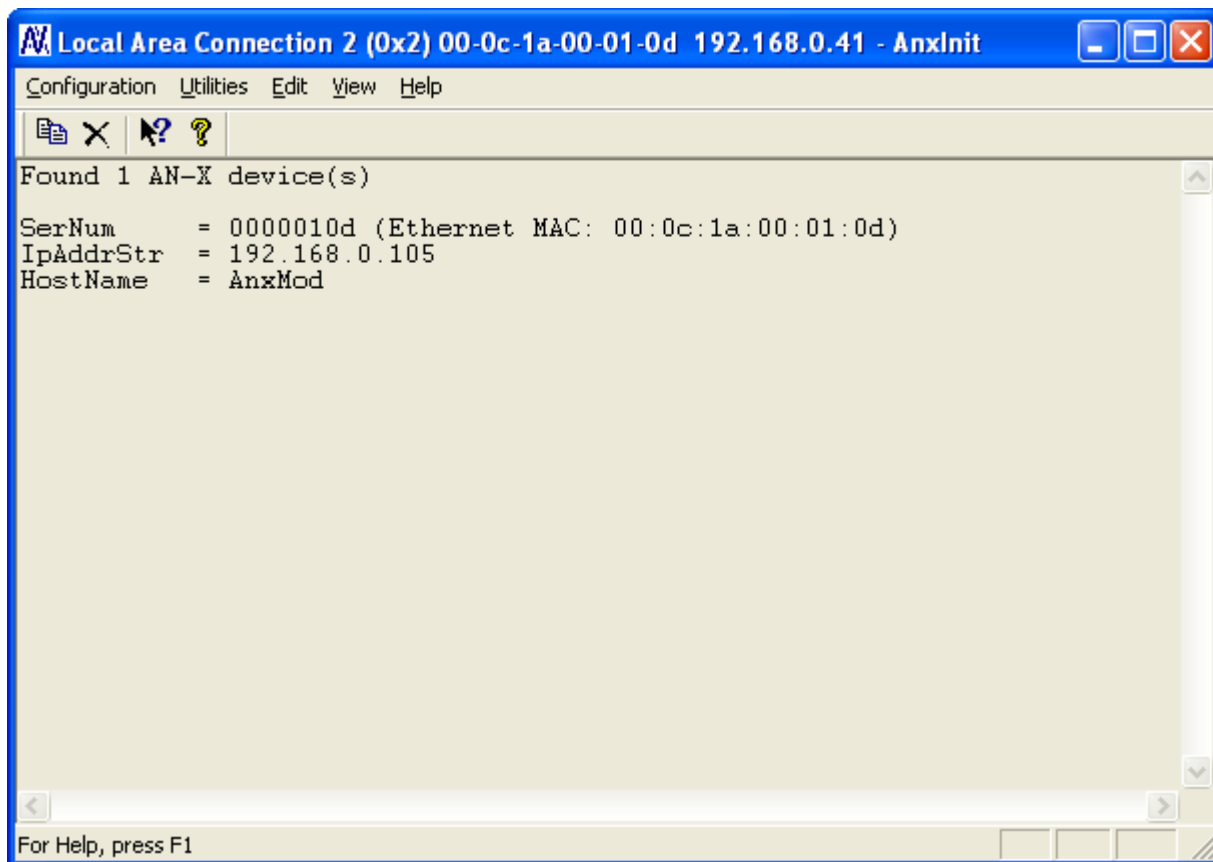 Local Area Connection 2 (0x2) 00-0c-1a-00-01-0d 192.168.0.41 - AnxInit
Configuration Utilities Edit View Help
Found 1 AN-X device(s)
SerNum = 0000010d (Ethernet MAC: 00:0c:1a:00:01:0d)
IpAddrStr = 192.168.0.105
HostName = AnxMod
For Help, press F1